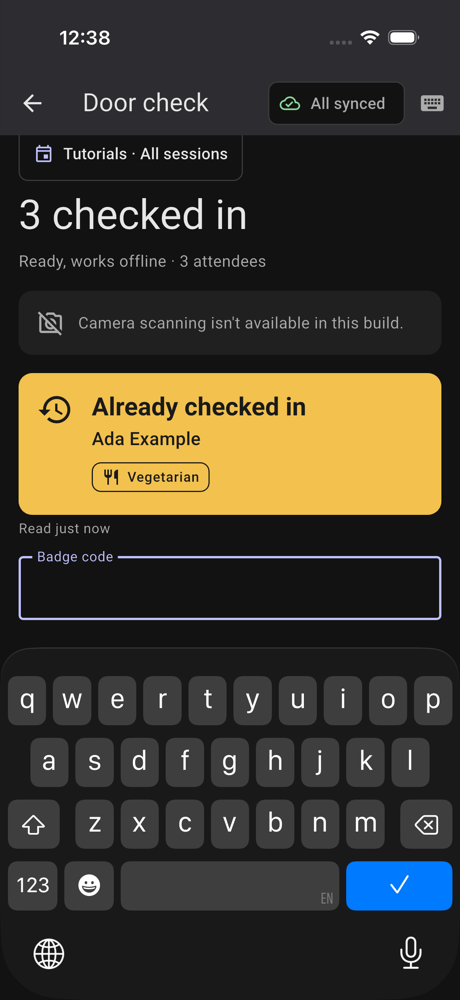 12:38
Door check
All synced
Tutorials · All sessions
3 checked in
Ready, works offline · 3 attendees
Camera scanning isn't available in this build.
Already checked in
Ada Example
Vegetarian
Read just now
Badge code
q w e r t y u i o p
a s d f g h j k l
z x c v b n m
123
EN